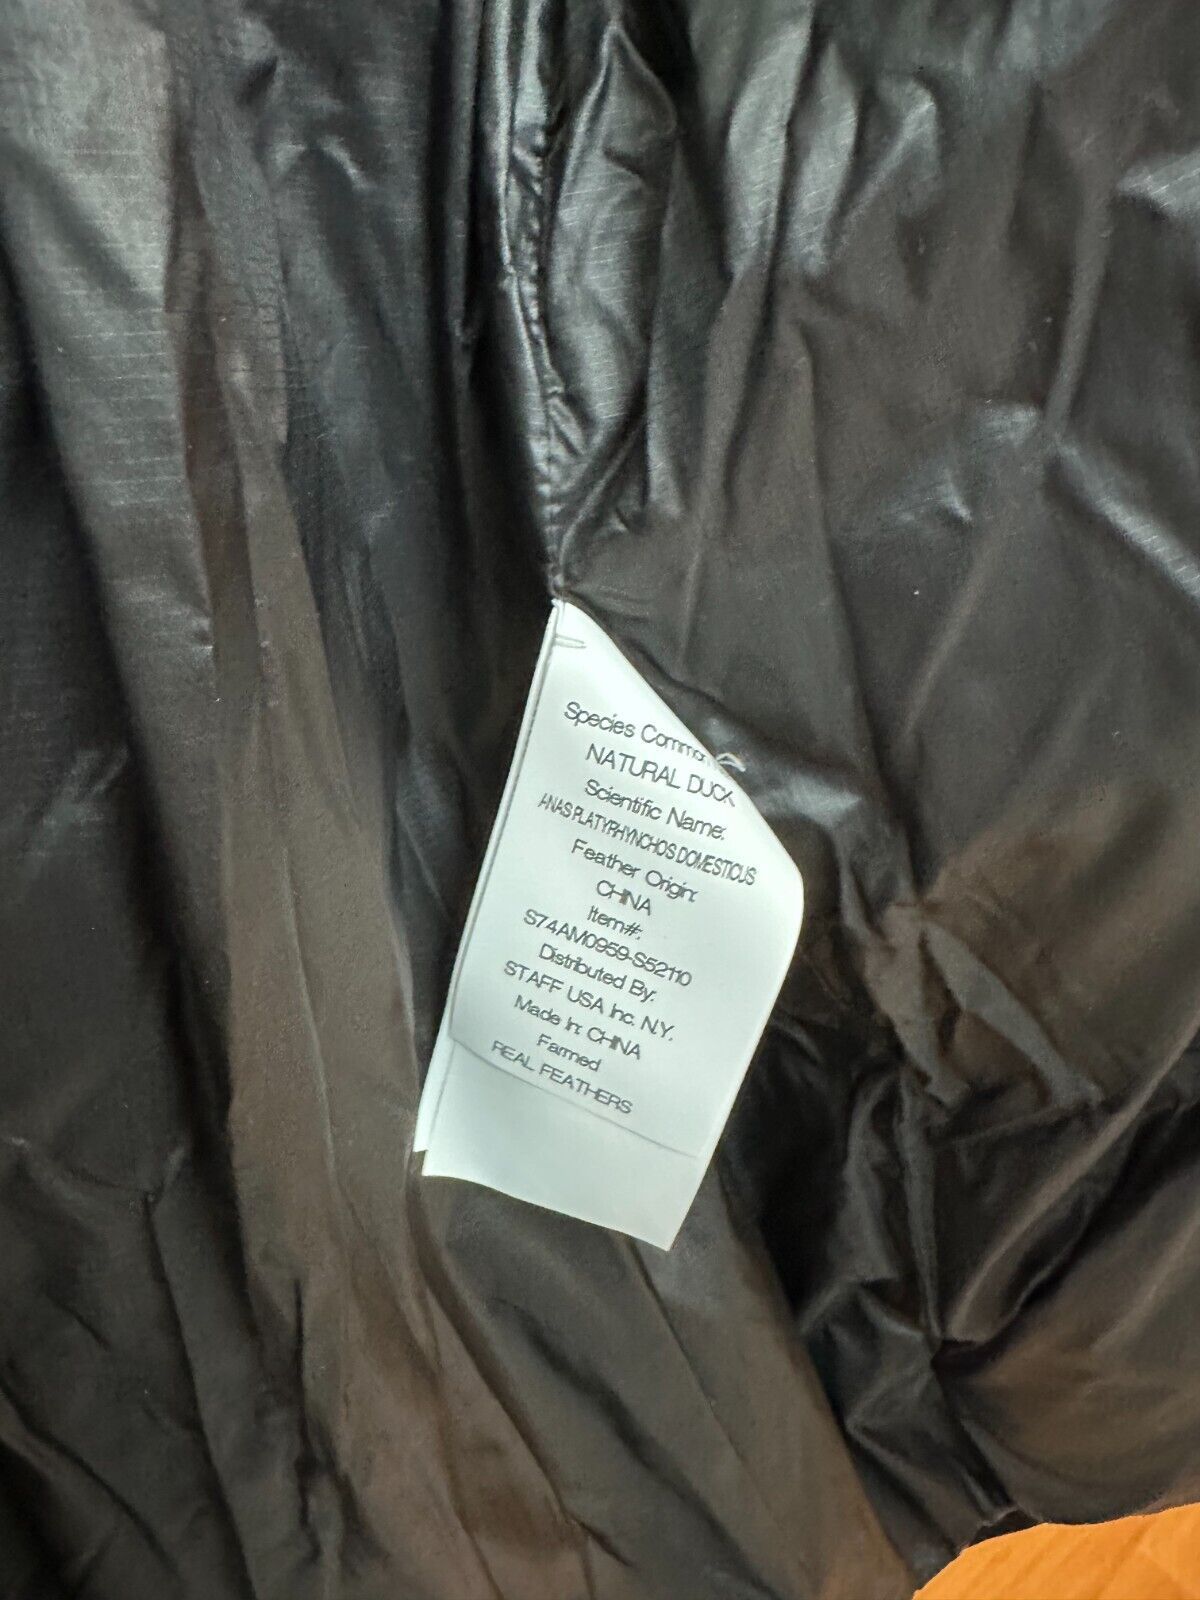 Species Common
NATURAL DUCK
Scientific Name:
ANAS PLATYRHYNCHOS DOMESTICUS
Feather Origin:
CHINA
Item#:
S74AM0959-S52110
Distributed By:
STAFF USA Inc. N.Y.
Made In: CHINA
Farmed
REAL FEATHERS